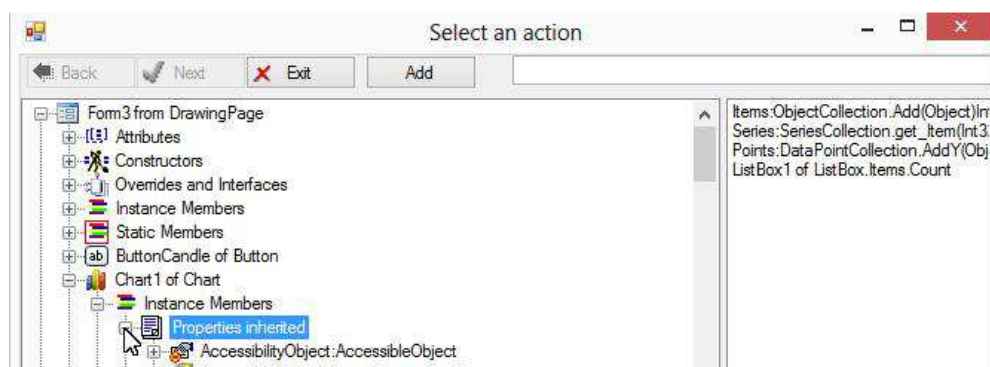 Select an action
Back Next Exit Add
Form3 from DrawingPage
Attributes
Constructors
Overrides and Interfaces
Instance Members
Static Members
ab ButtonCandle of Button
Chart1 of Chart
Instance Members
Properties inherited
AccessibilityObject:AccessibleObject
Items:ObjectCollection.Add(Object)In
Series:SeriesCollection.get_Item(Int3
Points:DataPointCollection.AddY(Obj
ListBox1 of ListBox.Items.Count